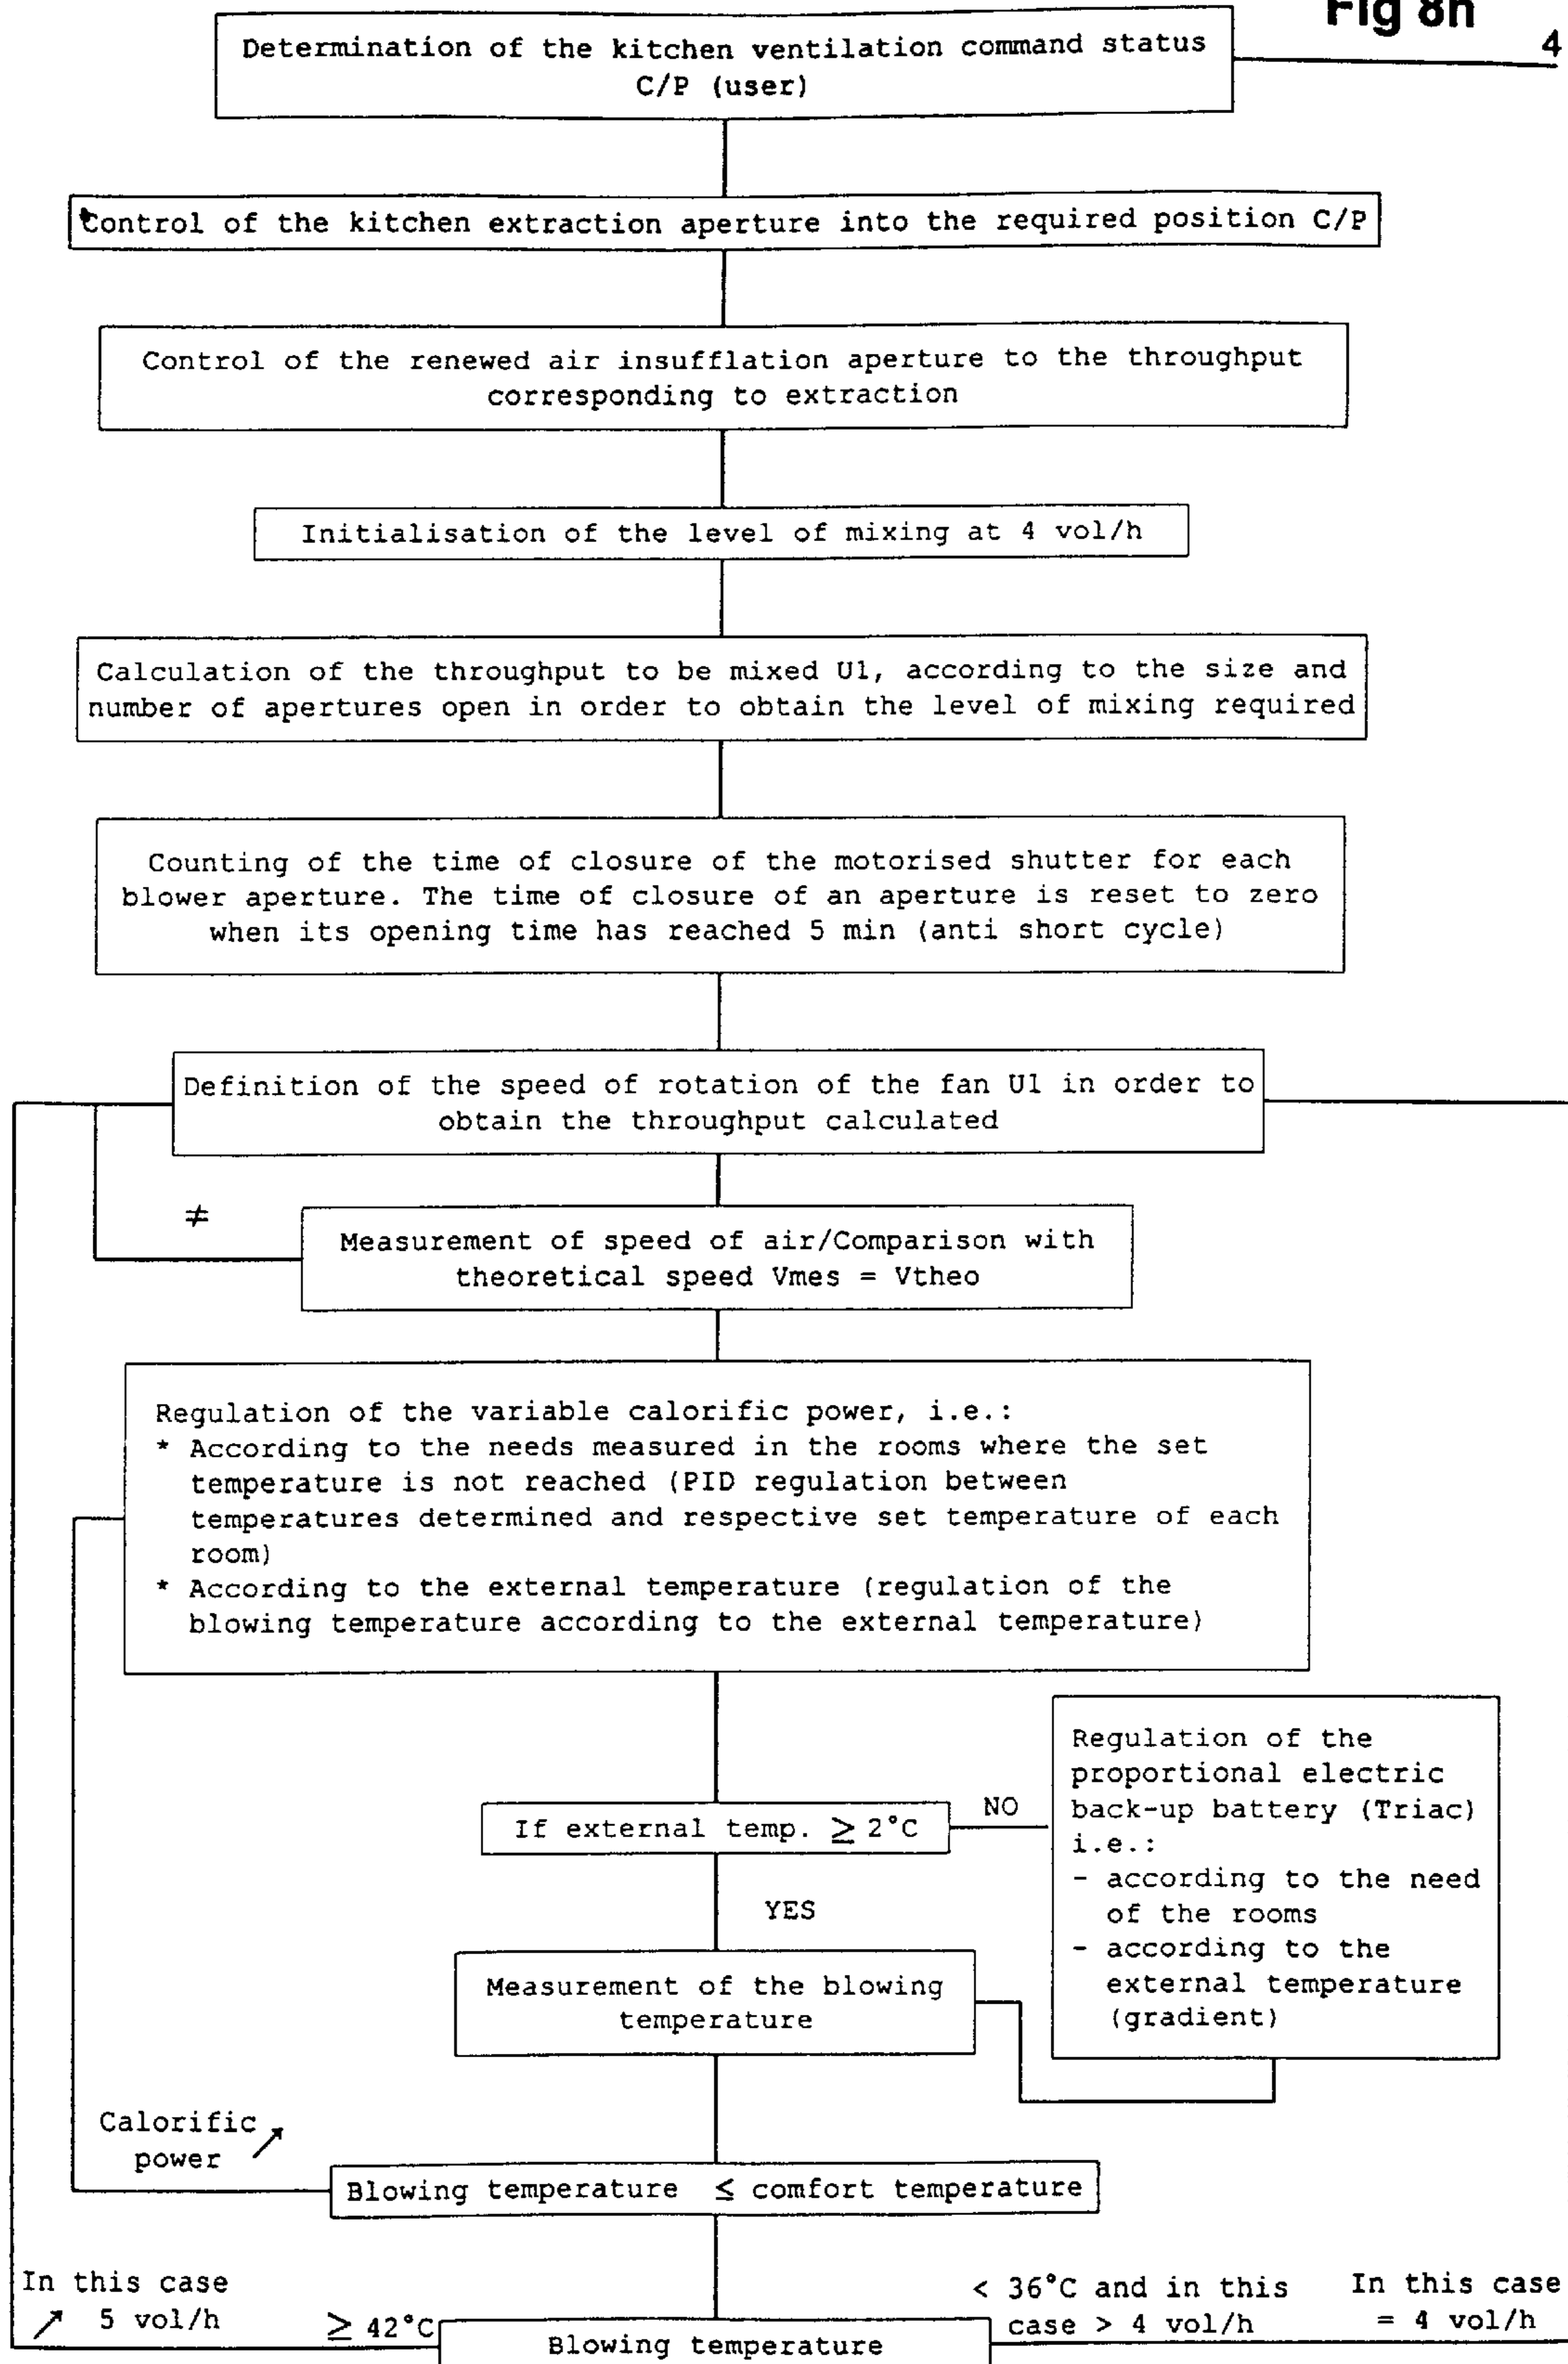 Fig 8h
4
Determination of the kitchen ventilation command status
C/P (user)
Control of the kitchen extraction aperture into the required position C/P
Control of the renewed air insufflation aperture to the throughput
corresponding to extraction
Initialisation of the level of mixing at 4 vol/h
Calculation of the throughput to be mixed U1, according to the size and
number of apertures open in order to obtain the level of mixing required
Counting of the time of closure of the motorised shutter for each
blower aperture. The time of closure of an aperture is reset to zero
when its opening time has reached 5 min (anti short cycle)
Definition of the speed of rotation of the fan U1 in order to
obtain the throughput calculated
≠
Measurement of speed of air/Comparison with
theoretical speed Vmes = Vtheo
Regulation of the variable calorific power, i.e.:
* According to the needs measured in the rooms where the set
temperature is not reached (PID regulation between
temperatures determined and respective set temperature of each
room)
* According to the external temperature (regulation of the
blowing temperature according to the external temperature)
If external temp. ≥ 2°C
NO
Regulation of the
proportional electric
back-up battery (Triac)
i.e.:
- according to the need
of the rooms
- according to the
external temperature
(gradient)
YES
Measurement of the blowing
temperature
Calorific
power ↗
Blowing temperature ≤ comfort temperature
In this case
↗ 5 vol/h
≥ 42°C
Blowing temperature
< 36°C and in this
case > 4 vol/h
In this case
= 4 vol/h